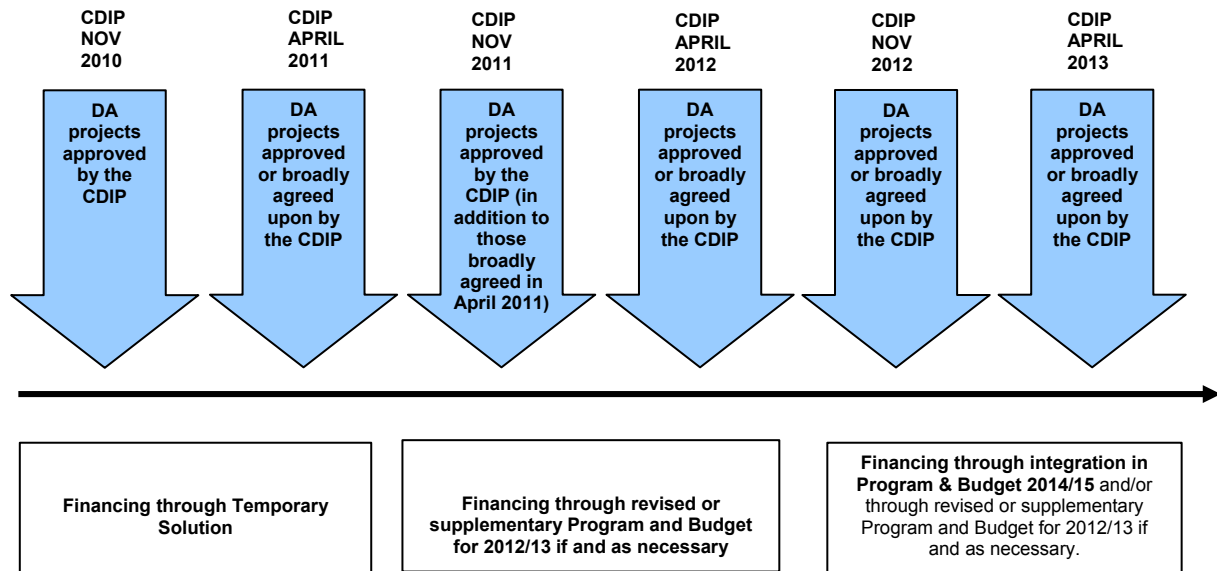 CDIP
NOV
2010
CDIP
APRIL
2011
CDIP
NOV
2011
CDIP
APRIL
2012
CDIP
NOV
2012
CDIP
APRIL
2013
DA
projects
approved
by the
CDIP
DA
projects
approved
or broadly
agreed
upon by
the CDIP
DA
projects
approved
by the
CDIP (in
addition to
those
broadly
agreed in
April 2011)
DA
projects
approved
or broadly
agreed
upon by
the CDIP
DA
projects
approved
or broadly
agreed
upon by
the CDIP
DA
projects
approved
or broadly
agreed
upon by
the CDIP
Financing through Temporary
Solution
Financing through revised or
supplementary Program and Budget
for 2012/13 if and as necessary
Financing through integration in
Program & Budget 2014/15 and/or
through revised or supplementary
Program and Budget for 2012/13 if
and as necessary.